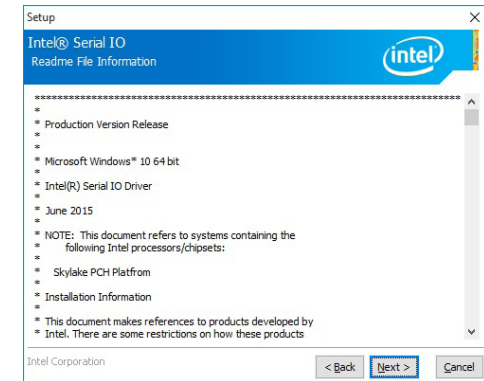 Setup
Intel® Serial IO
Readme File Information
intel
*******************************************************************************
*
* Production Version Release
*
*
* Microsoft Windows* 10 64 bit
*
* Intel(R) Serial IO Driver
*
* June 2015
*
* NOTE: This document refers to systems containing the
* following Intel processors/chipsets:
*
* Skylake PCH Platfrom
*
* Installation Information
*
* This document makes references to products developed by
* Intel. There are some restrictions on how these products
Intel Corporation
< Back Next > Cancel